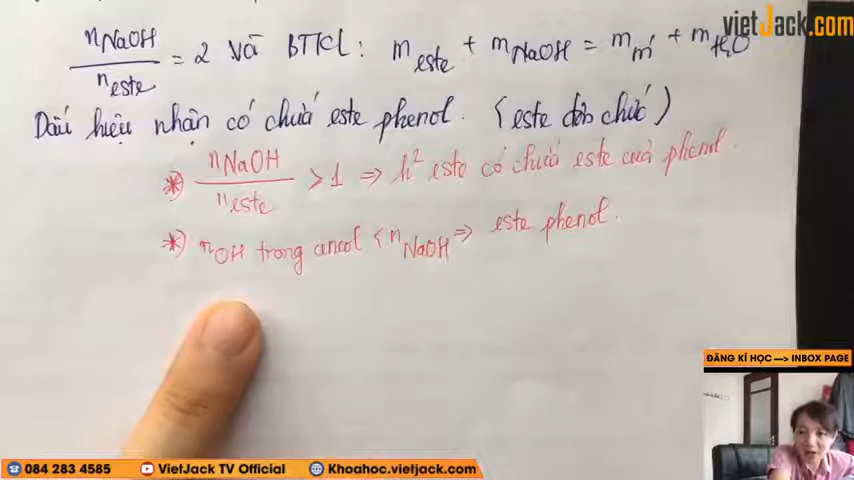 vietJack.com
nNaOH / neste = 2 và BTKL: meste + mNaOH = mm' + mH2O
Dấu hiệu nhận có chứa este phenol. (este đơn chức)
*) nNaOH / neste > 1 => h² este có chứa este của phenol.
*) nOH trong ancol < nNaOH => este phenol.
ĐĂNG KÍ HỌC —> INBOX PAGE
084 283 4585 VietJack TV Official Khoahoc.vietjack.com